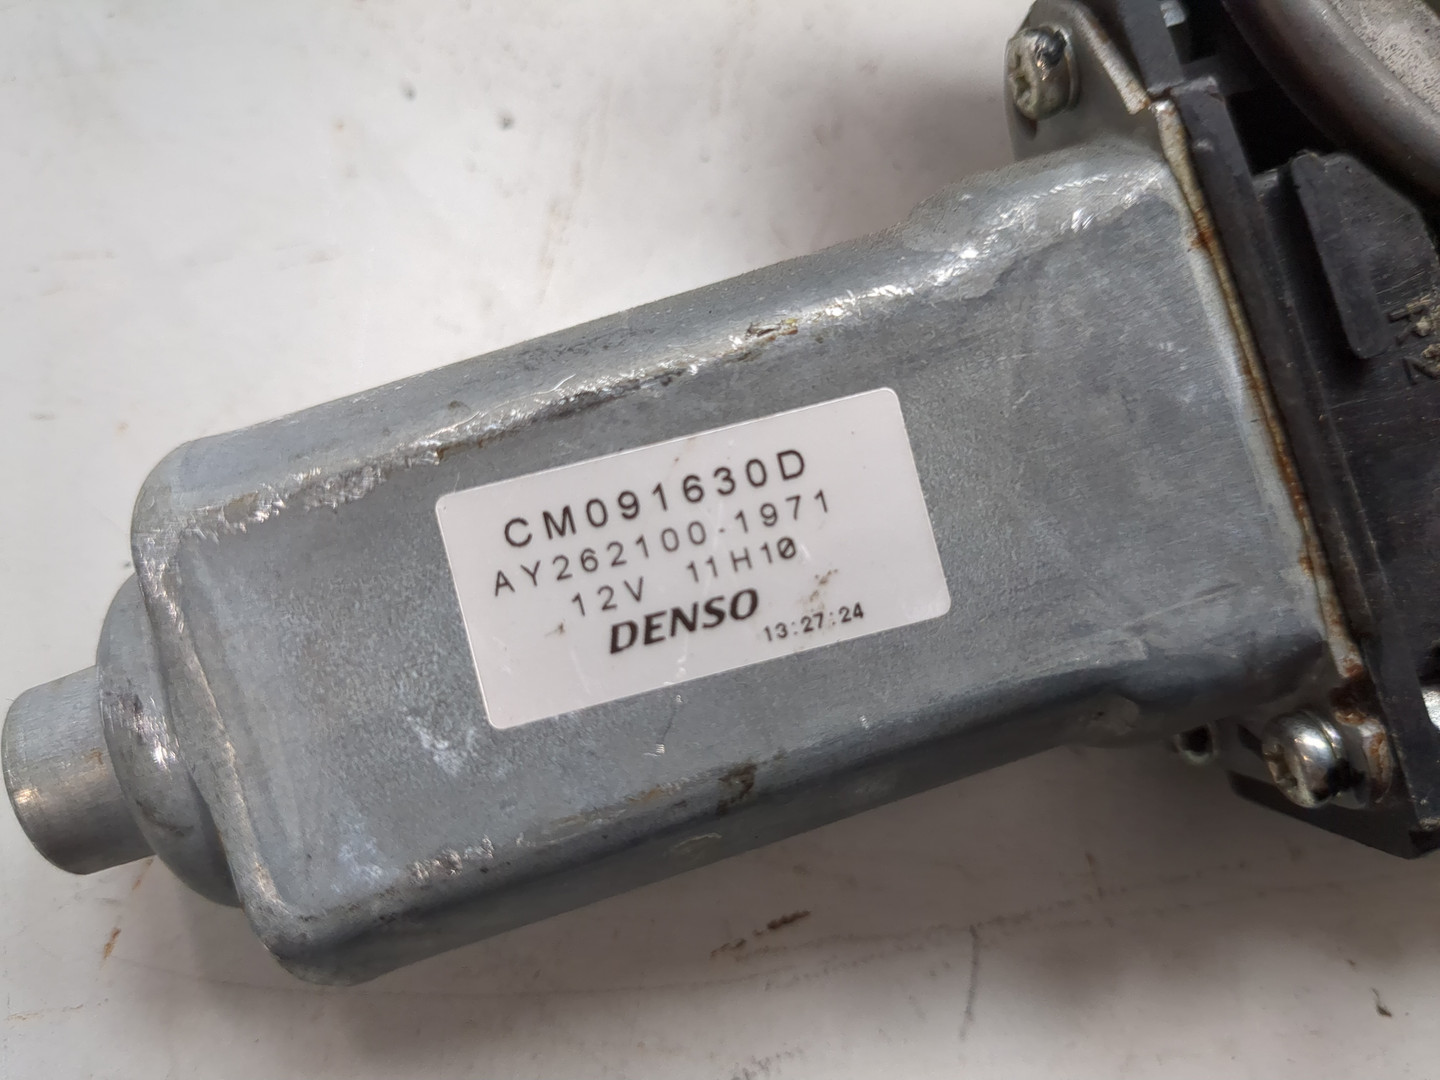 CM091630D
AY262100-1971
12V 11H10
DENSO 13:27:24